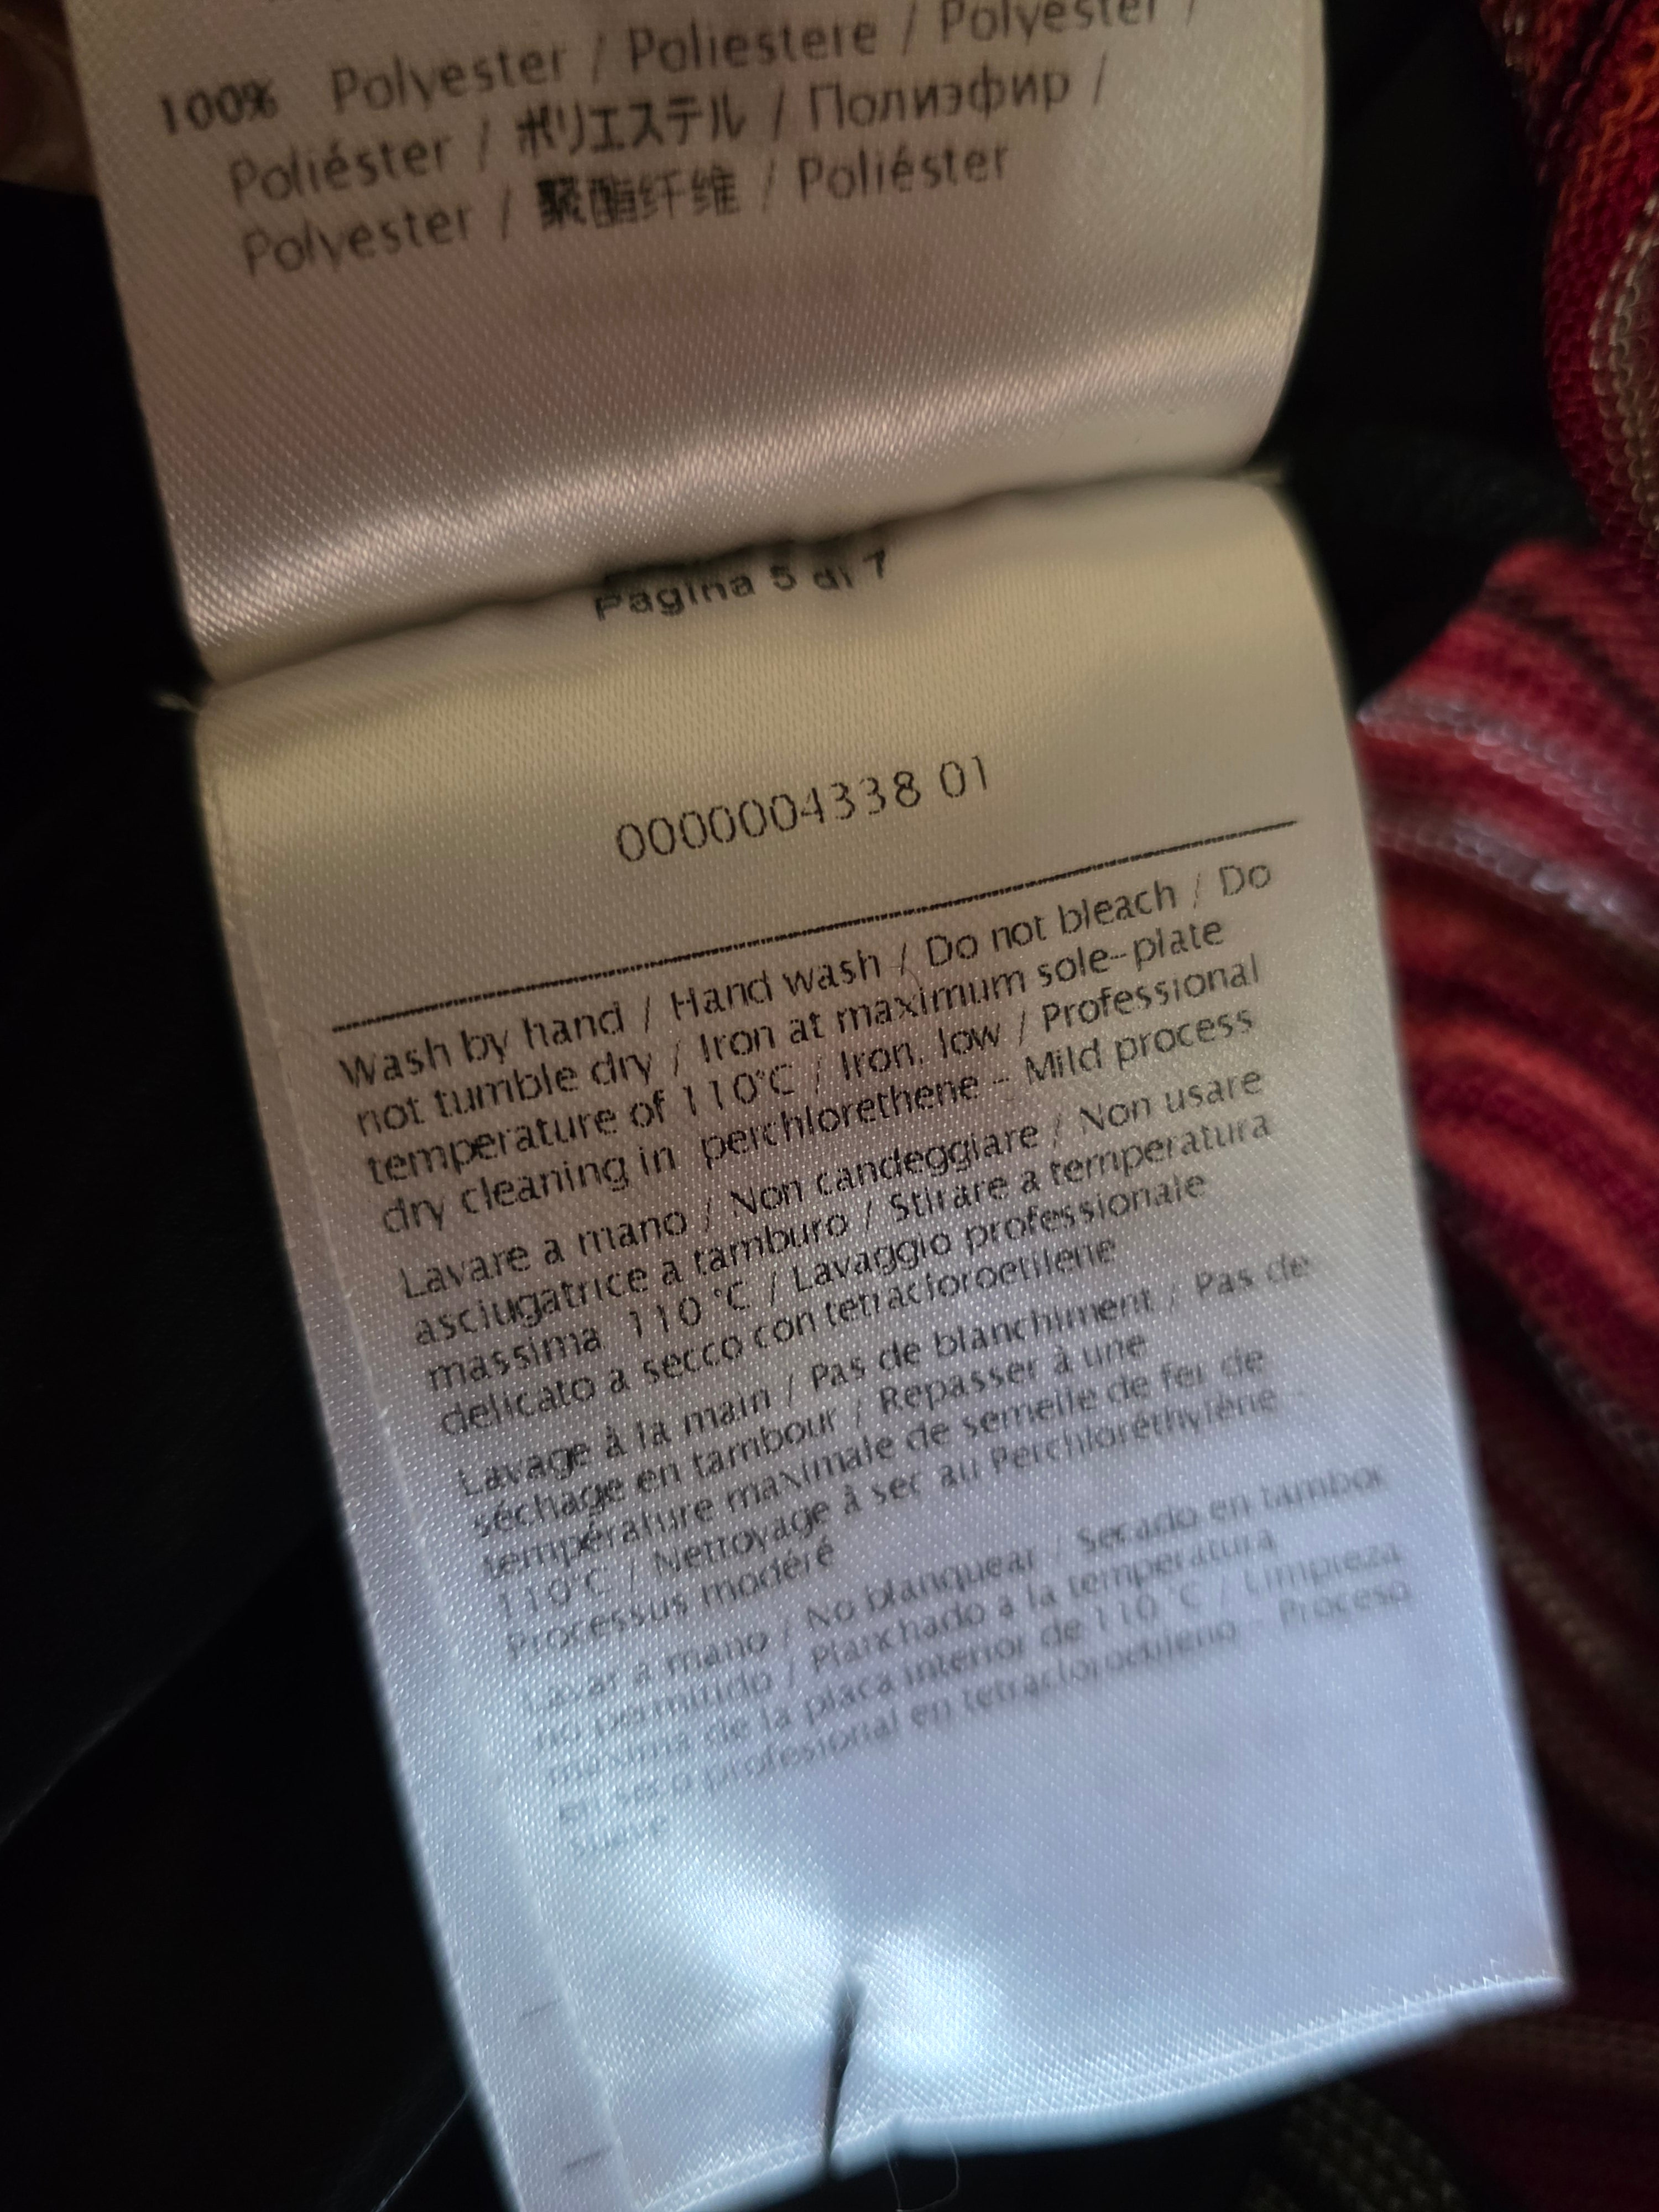 100% Polyester / Poliestere / Polyester /
Poliéster / ポリエステル / Полиэфир /
Polyester / 聚酯纤维 / Poliéster
Pagina 5 di 7
0000004338 01
Wash by hand / Hand wash / Do not bleach / Do
not tumble dry / Iron at maximum sole-plate
temperature of 110°C / Iron, low / Professional
dry cleaning in perchlorethene - Mild process
Lavare a mano / Non candeggiare / Non usare
asciugatrice a tamburo / Stirare a temperatura
massima 110 °C / Lavaggio professionale
delicato a secco con tetracloroetilene
Lavage à la main / Pas de blanchiment / Pas de
séchage en tambour / Repasser à une
température maximale de semelle de fer de
110°C / Nettoyage à sec au Perchloréthylène -
Processus modéré
Lavar a mano / No blanquear / Secado en tambor
no permitido / Planchado a la temperatura
máxima de la placa interior de 110 °C / Limpieza
en seco profesional en tetracloroetileno - Proceso
suave